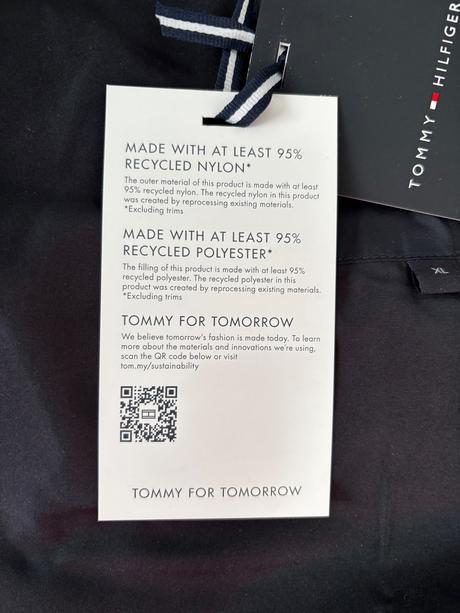 MADE WITH AT LEAST 95%
RECYCLED NYLON*
The outer material of this product is made with at least
95% recycled nylon. The recycled nylon in this product
was created by reprocessing existing materials.
*Excluding trims
MADE WITH AT LEAST 95%
RECYCLED POLYESTER*
The filling of this product is made with at least 95%
recycled polyester. The recycled polyester in this
product was created by reprocessing existing materials.
*Excluding trims
TOMMY FOR TOMORROW
We believe tomorrow's fashion is made today. To learn
more about the materials and innovations we're using,
scan the QR code below or visit
tom.my/sustainability
TOMMY FOR TOMORROW
TOMMY HILFIGER
XL